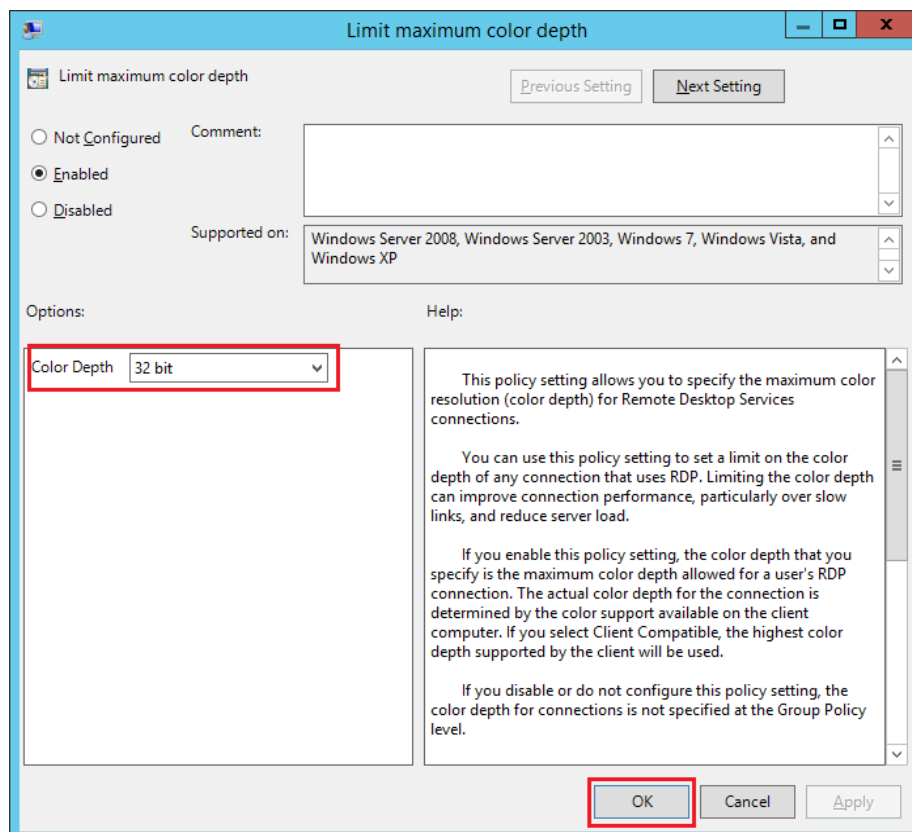 Limit maximum color depth
Limit maximum color depth
Previous Setting
Next Setting
Not Configured
Comment:
Enabled
Disabled
Supported on:
Windows Server 2008, Windows Server 2003, Windows 7, Windows Vista, and
Windows XP
Options:
Help:
Color Depth
32 bit
This policy setting allows you to specify the maximum color
resolution (color depth) for Remote Desktop Services
connections.
You can use this policy setting to set a limit on the color
depth of any connection that uses RDP. Limiting the color depth
can improve connection performance, particularly over slow
links, and reduce server load.
If you enable this policy setting, the color depth that you
specify is the maximum color depth allowed for a user's RDP
connection. The actual color depth for the connection is
determined by the color support available on the client
computer. If you select Client Compatible, the highest color
depth supported by the client will be used.
If you disable or do not configure this policy setting, the
color depth for connections is not specified at the Group Policy
level.
OK
Cancel
Apply